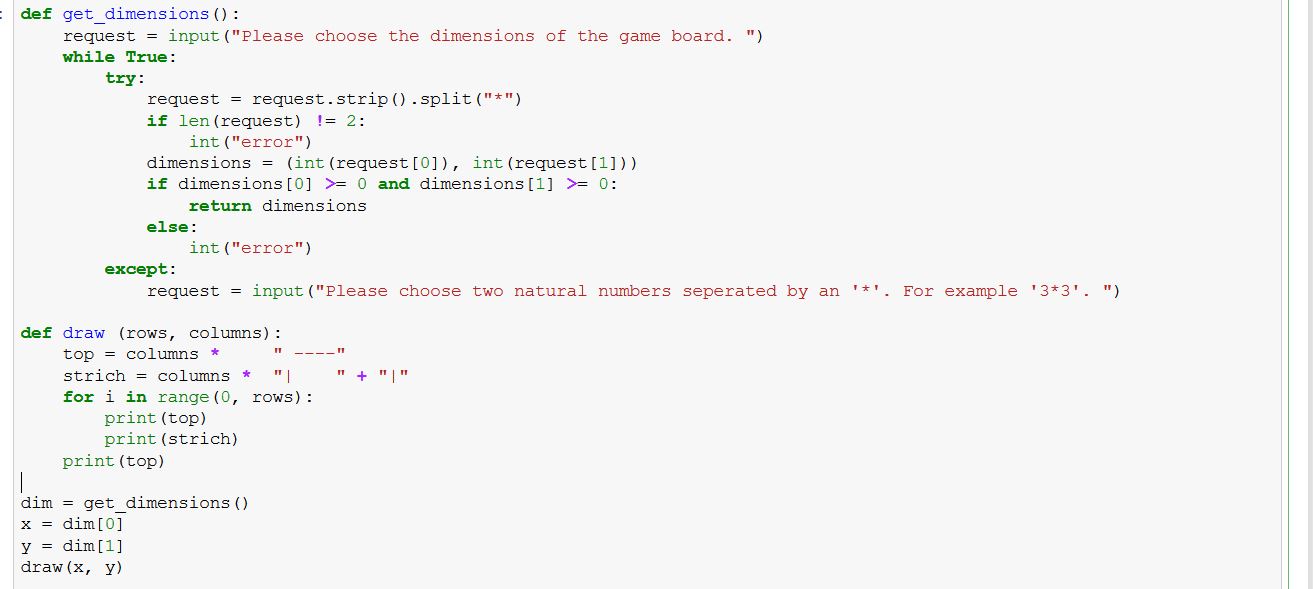 def get_dimensions():
    request = input("Please choose the dimensions of the game board. ")
    while True:
        try:
            request = request.strip().split("*")
            if len(request) != 2:
                int("error")
            dimensions = (int(request[0]), int(request[1]))
            if dimensions[0] >= 0 and dimensions[1] >= 0:
                return dimensions
            else:
                int("error")
        except:
            request = input("Please choose two natural numbers seperated by an '*'. For example '3*3'. ")

def draw (rows, columns):
    top = columns *     " ----"
    strich = columns *  "|    " + "|"
    for i in range(0, rows):
        print(top)
        print(strich)
    print(top)

dim = get_dimensions()
x = dim[0]
y = dim[1]
draw(x, y)